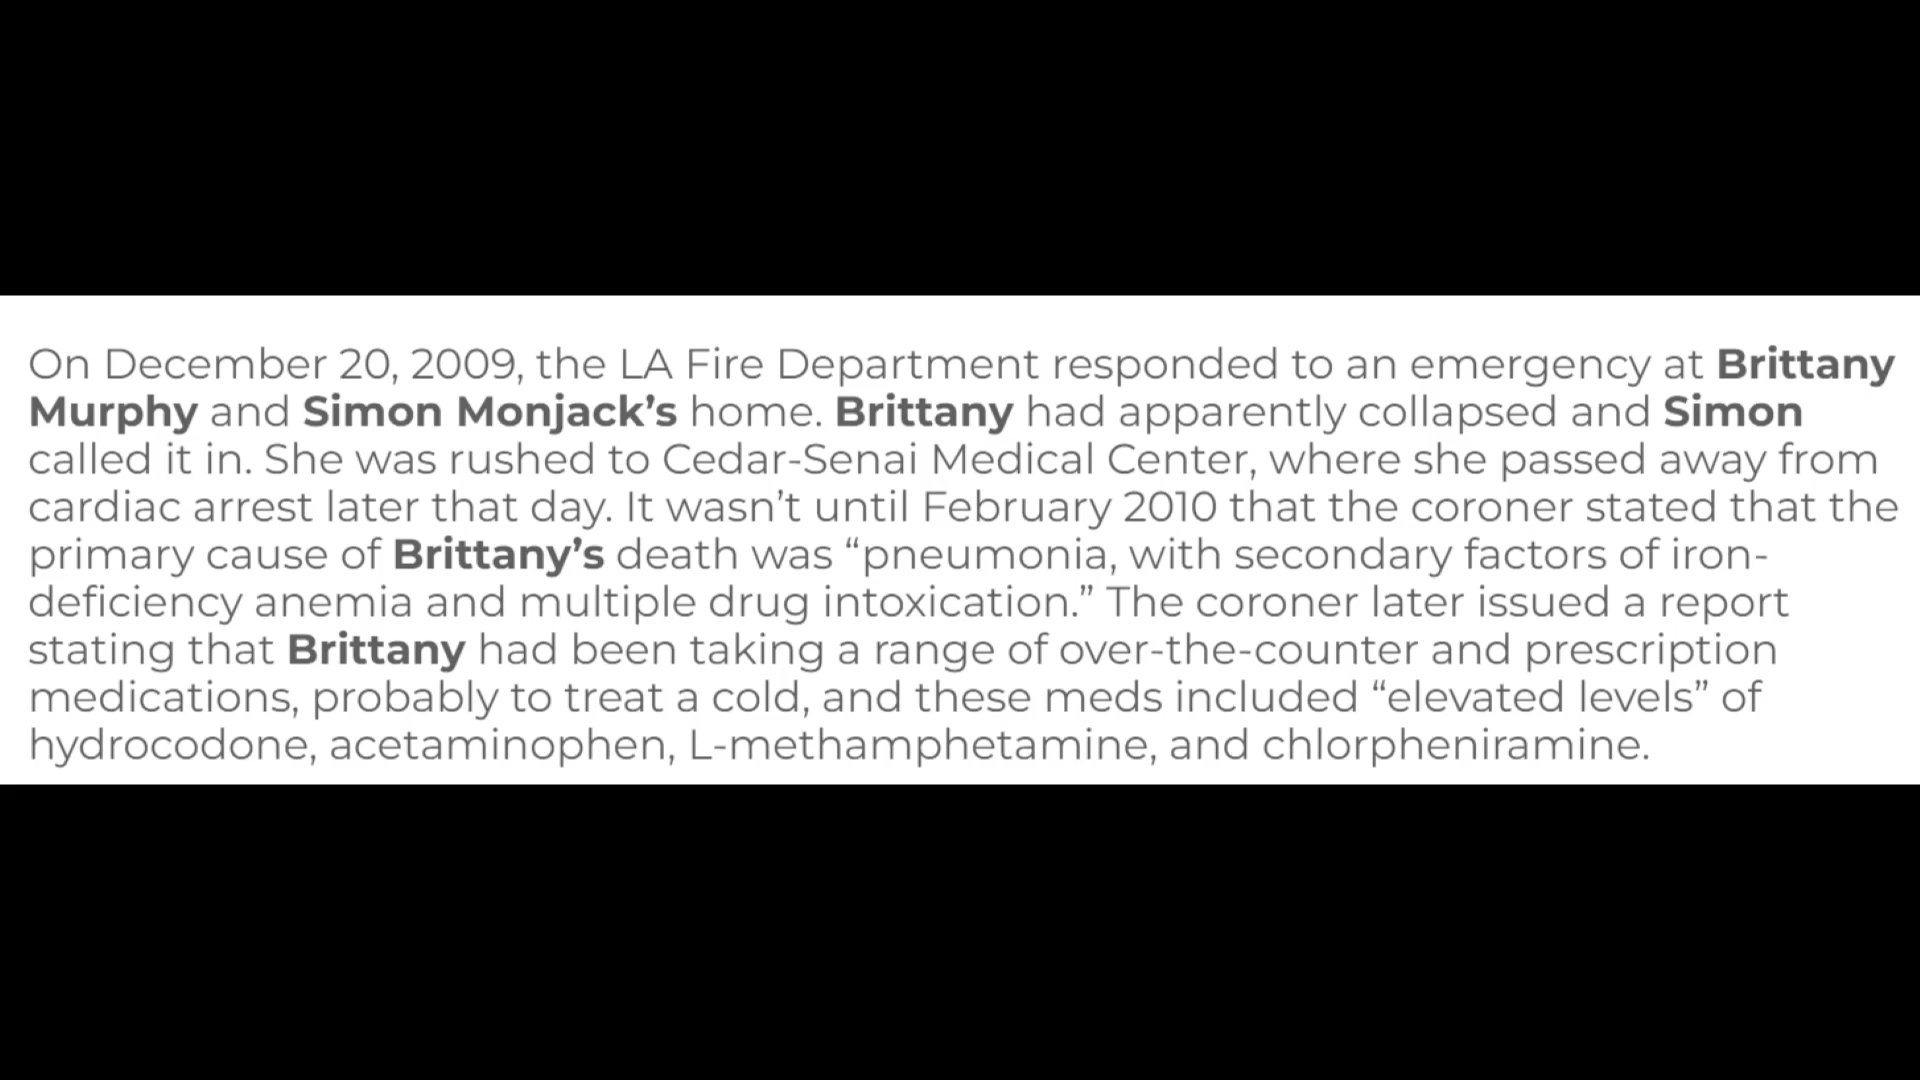 On December 20, 2009, the LA Fire Department responded to an emergency at Brittany
Murphy and Simon Monjack’s home. Brittany had apparently collapsed and Simon
called it in. She was rushed to Cedar-Senai Medical Center, where she passed away from
cardiac arrest later that day. It wasn’t until February 2010 that the coroner stated that the
primary cause of Brittany’s death was “pneumonia, with secondary factors of iron-
deficiency anemia and multiple drug intoxication.” The coroner later issued a report
stating that Brittany had been taking a range of over-the-counter and prescription
medications, probably to treat a cold, and these meds included “elevated levels” of
hydrocodone, acetaminophen, L-methamphetamine, and chlorpheniramine.